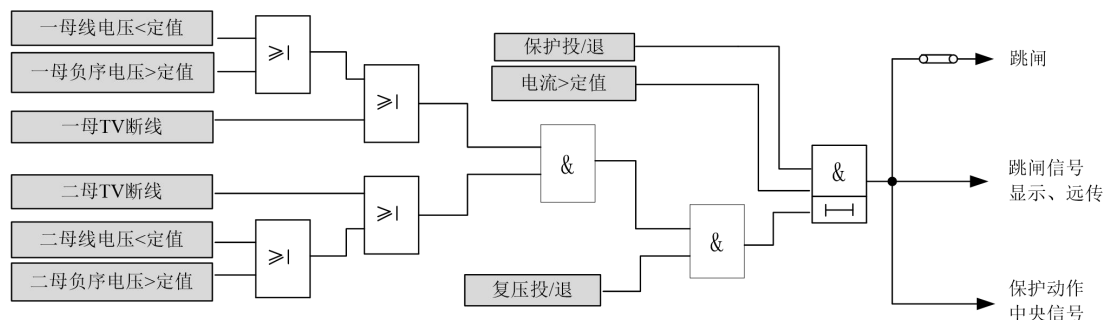 一母线电压<定值
一母负序电压>定值
一母TV断线
二母TV断线
二母线电压<定值
二母负序电压>定值
≥1
≥1
≥1
≥1
&
保护投/退
电流>定值
复压投/退
&
&
跳闸
跳闸信号
显示、远传
保护动作
中央信号